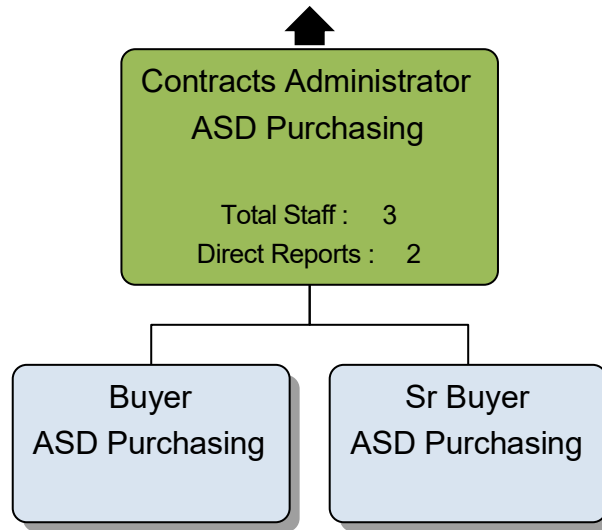 Contracts Administrator
ASD Purchasing
Total Staff : 3
Direct Reports : 2
Buyer
ASD Purchasing
Sr Buyer
ASD Purchasing